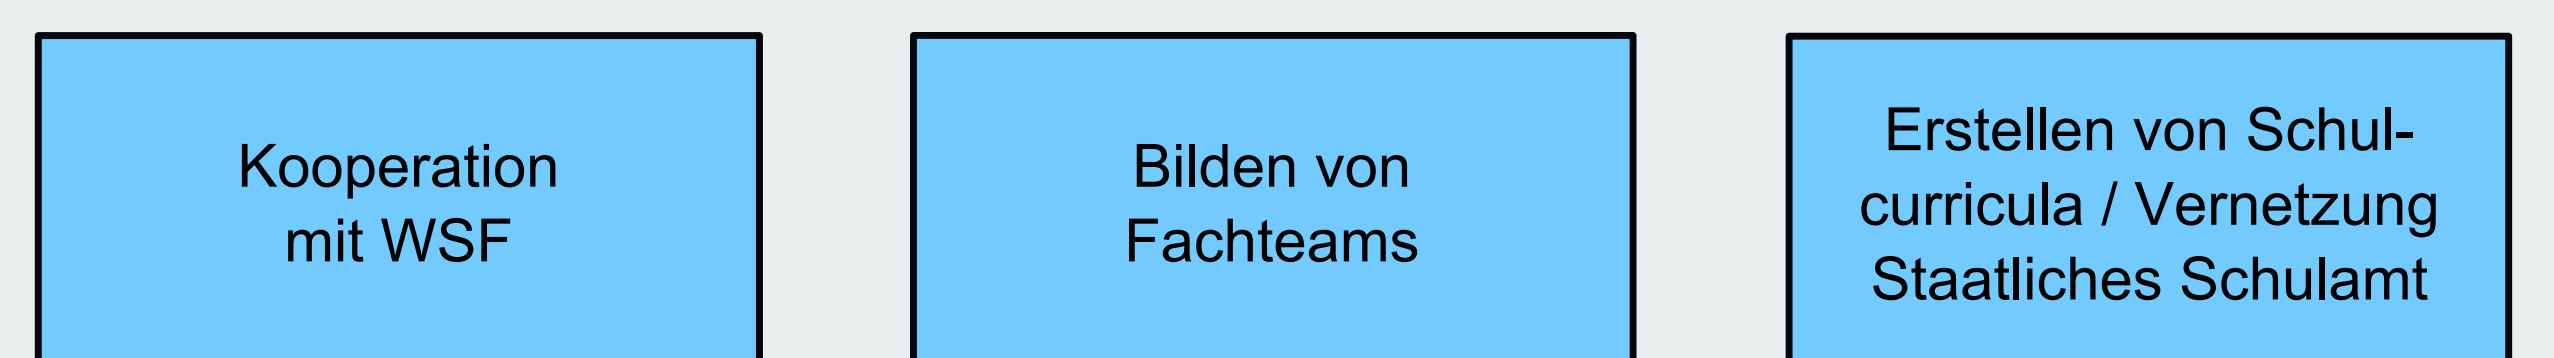 Kooperation
mit WSF
Bilden von
Fachteams
Erstellen von Schul-
curricula / Vernetzung
Staatliches Schulamt